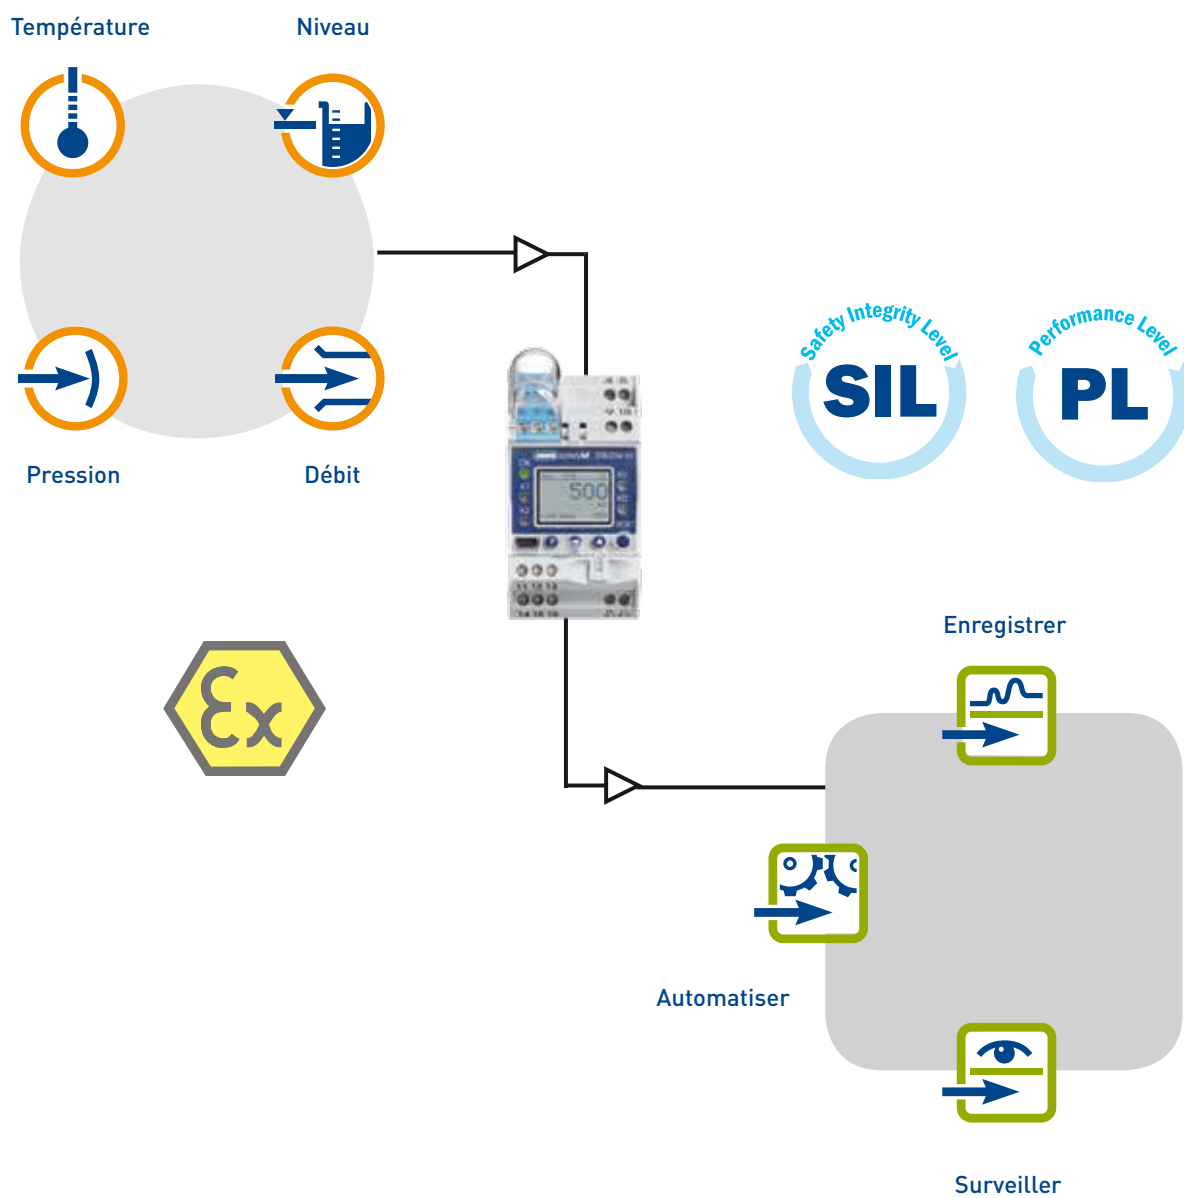 Température
Niveau
Pression
Débit
Safety Integrity Level
SIL
Performance Level
PL
500
Ex
Enregistrer
Automatiser
Surveiller